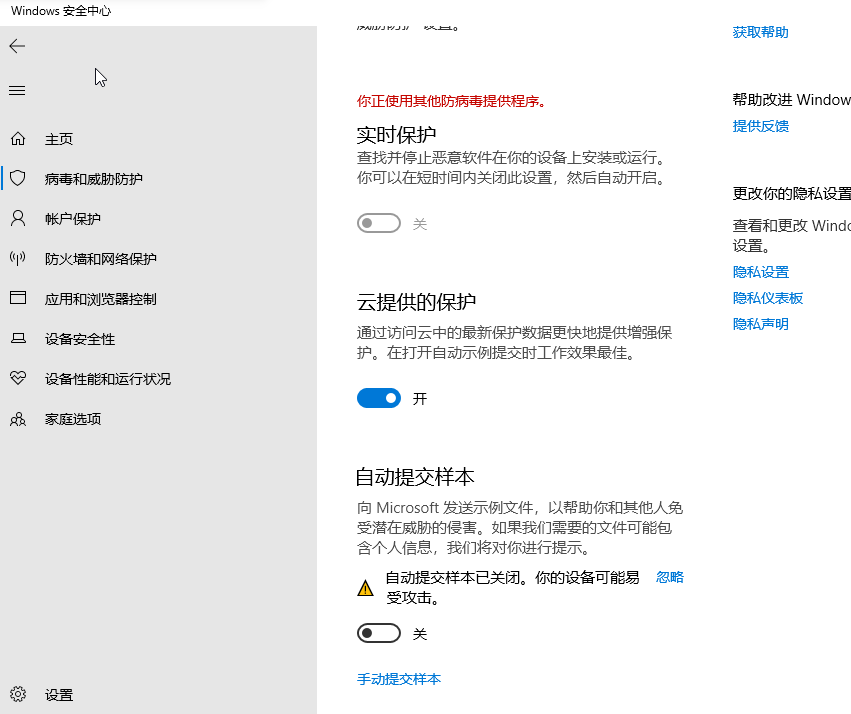 Windows 安全中心
主页
病毒和威胁防护
帐户保护
防火墙和网络保护
应用和浏览器控制
设备安全性
设备性能和运行状况
家庭选项
设置
你正使用其他防病毒提供程序。
实时保护
查找并停止恶意软件在你的设备上安装或运行。
你可以在短时间内关闭此设置，然后自动开启。
关
云提供的保护
通过访问云中的最新保护数据更快地提供增强保
护。在打开自动示例提交时工作效果最佳。
开
自动提交样本
向 Microsoft 发送示例文件，以帮助你和其他人免
受潜在威胁的侵害。如果我们需要的文件可能包
含个人信息，我们将对你进行提示。
自动提交样本已关闭。你的设备可能易
受攻击。
忽略
关
手动提交样本
获取帮助
帮助改进 Window
提供反馈
更改你的隐私设置
查看和更改 Windo
设置。
隐私设置
隐私仪表板
隐私声明